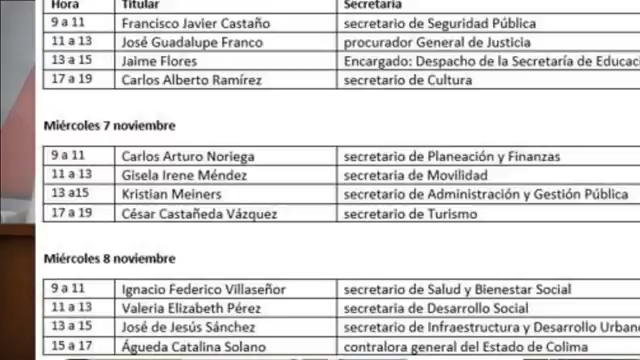 Hora Titular Secretaría
9 a 11 Francisco Javier Castaño secretario de Seguridad Pública
11 a 13 José Guadalupe Franco procurador General de Justicia
13 a 15 Jaime Flores Encargado: Despacho de la Secretaría de Educaci
17 a 19 Carlos Alberto Ramírez secretario de Cultura
Miércoles 7 noviembre
9 a 11 Carlos Arturo Noriega secretario de Planeación y Finanzas
11 a 13 Gisela Irene Méndez secretaria de Movilidad
13 a15 Kristian Meiners secretario de Administración y Gestión Pública
17 a 19 César Castañeda Vázquez secretario de Turismo
Miércoles 8 noviembre
9 a 11 Ignacio Federico Villaseñor secretario de Salud y Bienestar Social
11 a 13 Valeria Elizabeth Pérez secretaria de Desarrollo Social
13 a 15 José de Jesús Sánchez secretario de Infraestructura y Desarrollo Urbano
15 a 17 Águeda Catalina Solano contralora general del Estado de Colima